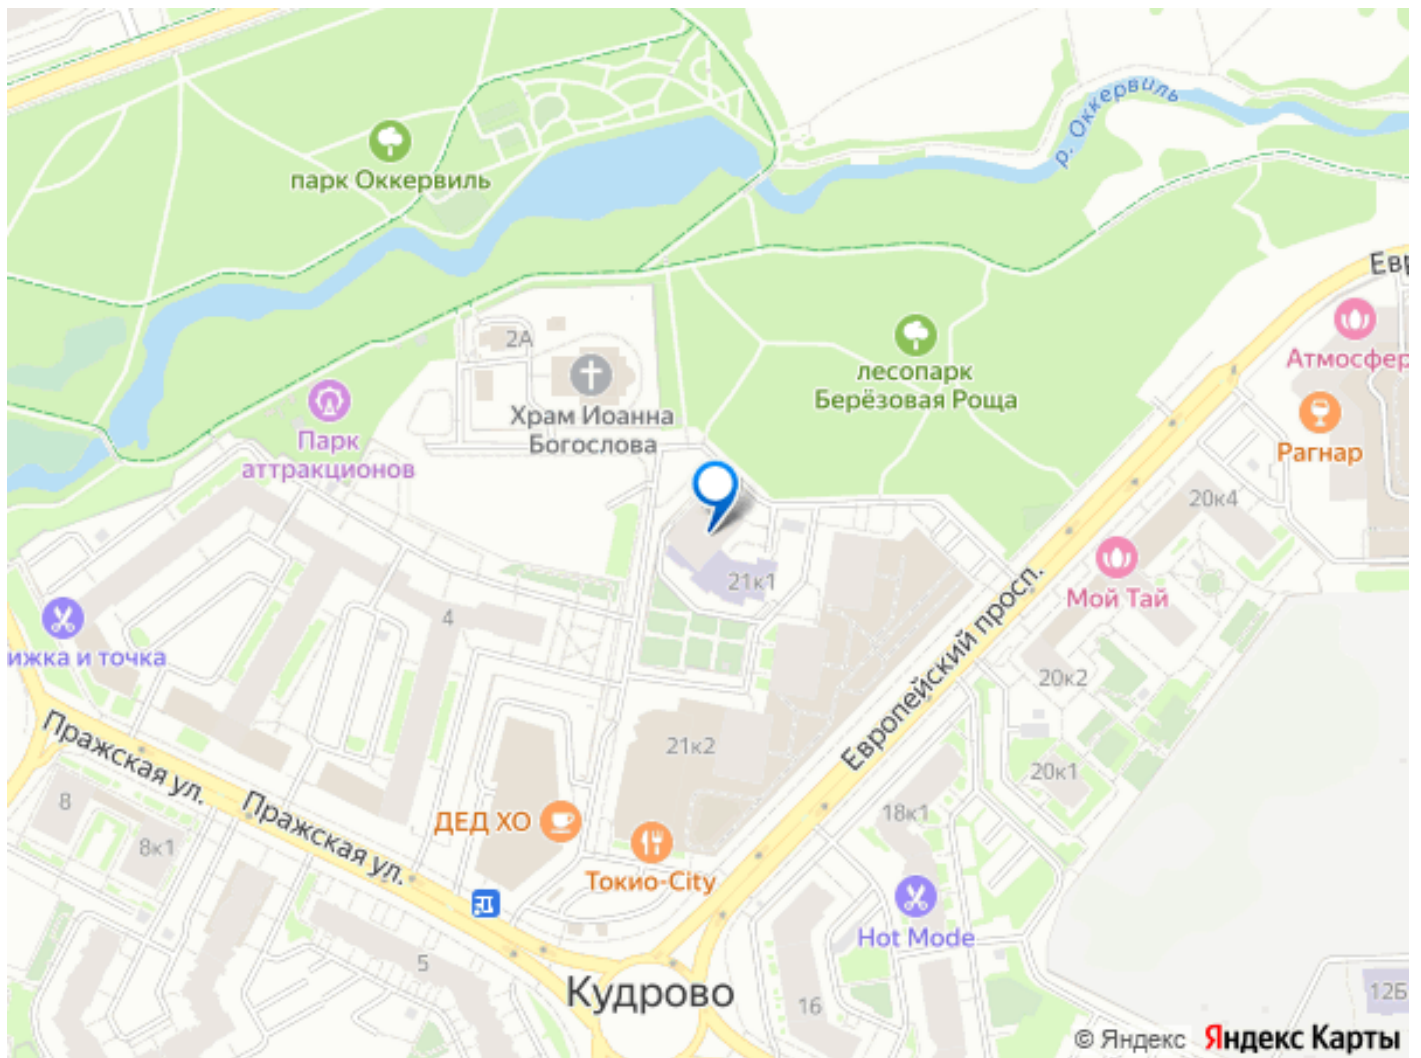 р. Оккервиль
парк Оккервиль
Евр
2А
Атмосфер
лесопарк
Берёзовая Роща
Храм Иоанна
Богослова
Парк
аттракционов
Рагнар
20к4
21к1
Мой Тай
4
ижка и точка
20к2
Европейский просп.
21к2
Пражская ул.
20к1
8
Пражская ул.
18к1
ДЕД ХО
8к1
Токио-City
Hot Mode
5
Кудрово
16
12Б
© Яндекс Яндекс Карты